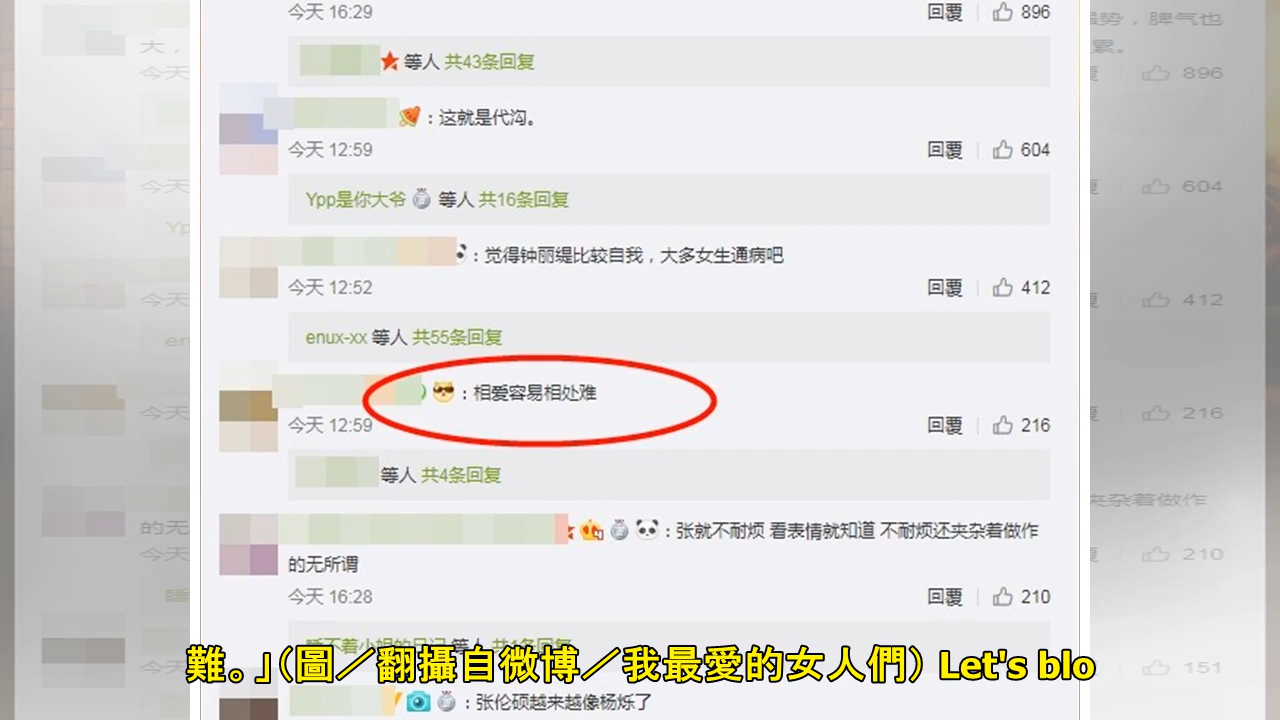 今天 16:29 回覆 896
等人 共43条回复
：这就是代沟。
今天 12:59 回覆 604
Ypp是你大爷 等人 共16条回复
：觉得钟丽缇比较自我，大多女生通病吧
今天 12:52 回覆 412
enux-xx 等人 共55条回复
：相爱容易相处难
今天 12:59 回覆 216
等人 共4条回复
：张就不耐烦 看表情就知道 不耐烦还夹杂着做作
的无所谓
今天 16:28 回覆 210
難。」（圖／翻攝自微博／我最愛的女人們） Let's blo
：张伦硕越来越像杨烁了